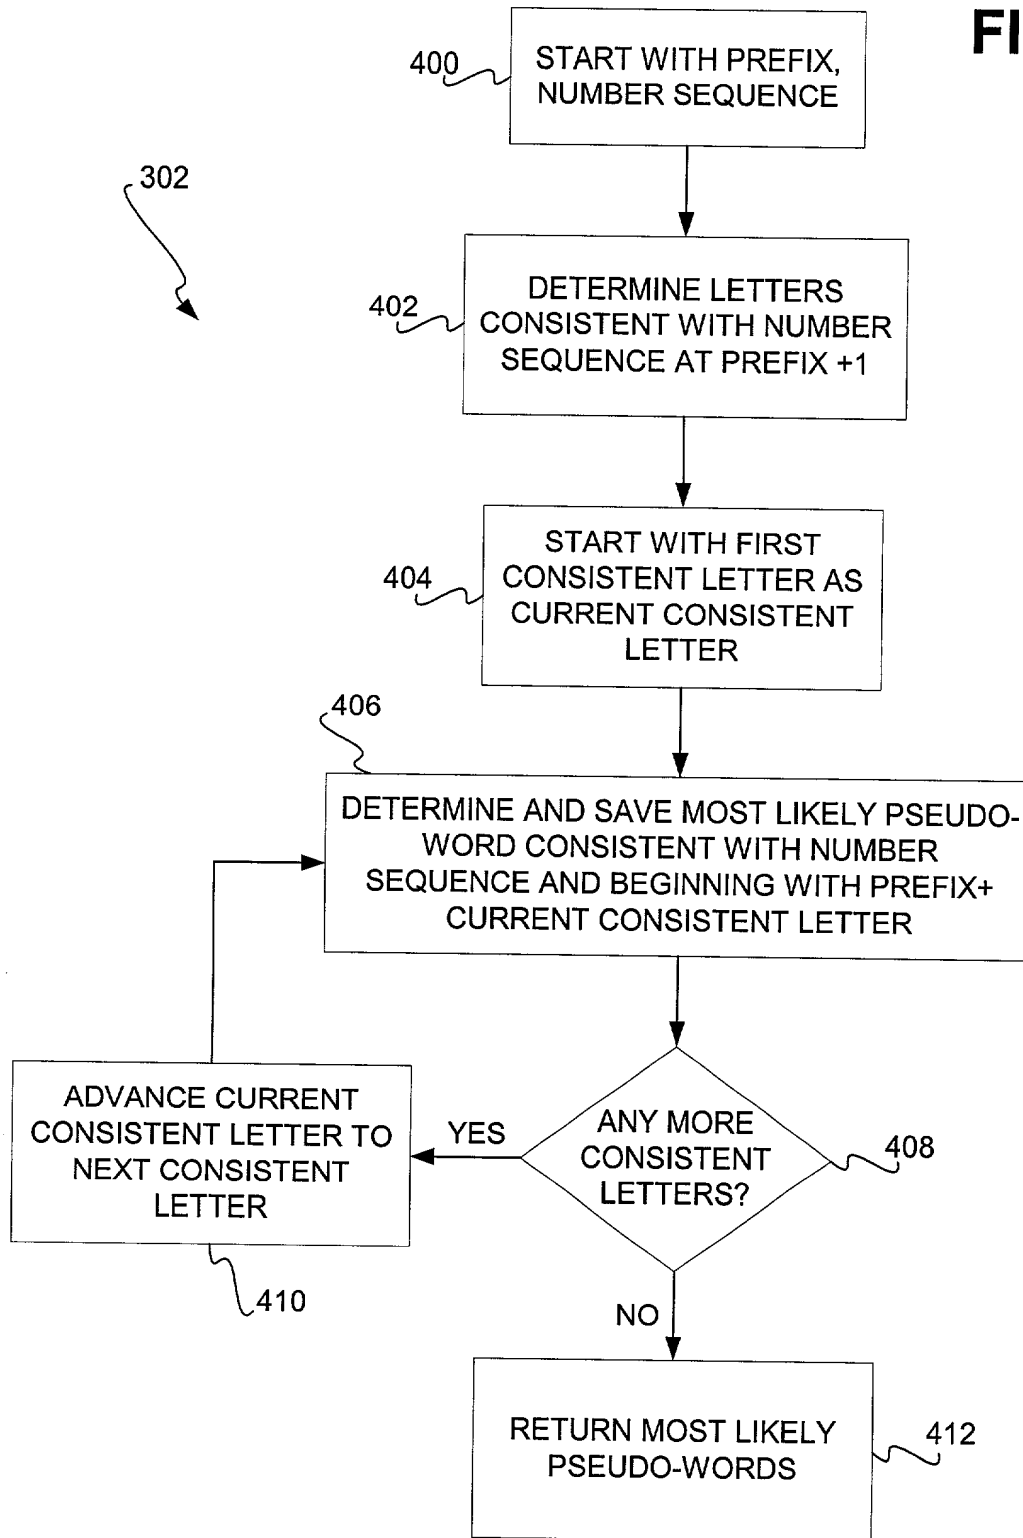 FI
400
START WITH PREFIX,
NUMBER SEQUENCE
302
402
DETERMINE LETTERS
CONSISTENT WITH NUMBER
SEQUENCE AT PREFIX +1
404
START WITH FIRST
CONSISTENT LETTER AS
CURRENT CONSISTENT
LETTER
406
DETERMINE AND SAVE MOST LIKELY PSEUDO-
WORD CONSISTENT WITH NUMBER
SEQUENCE AND BEGINNING WITH PREFIX+
CURRENT CONSISTENT LETTER
ADVANCE CURRENT
CONSISTENT LETTER TO
NEXT CONSISTENT
LETTER
YES
ANY MORE
CONSISTENT
LETTERS?
408
410
NO
RETURN MOST LIKELY
PSEUDO-WORDS
412